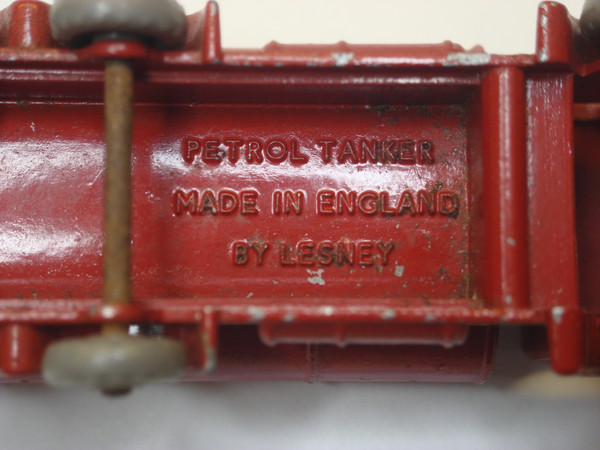 PETROL TANKER
MADE IN ENGLAND
BY LESNEY